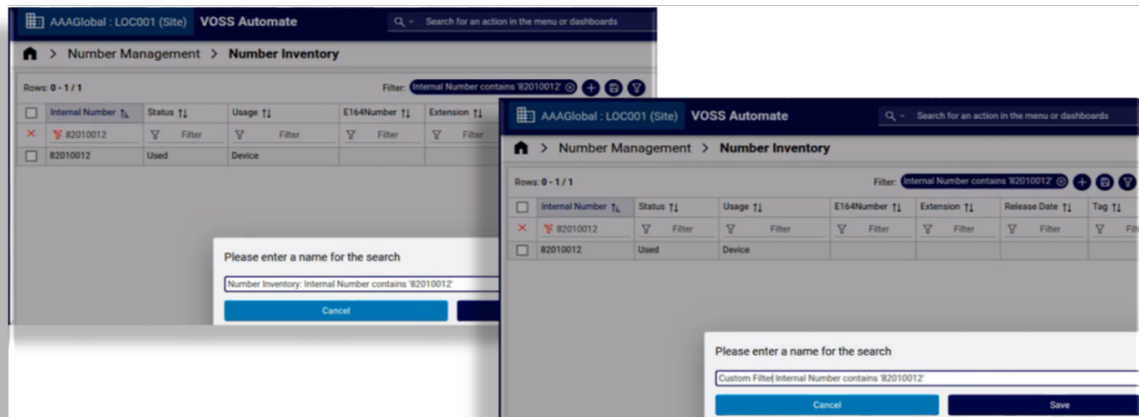 AAAGlobal : LOC001 (Site) VOSS Automate Search for an action in the menu or dashboards
> Number Management > Number Inventory
Rows: 0 - 1 / 1 Filter: Internal Number contains '82010012'
Internal Number Status Usage E164Number Extension
82010012 Filter Filter Filter Filter
82010012 Used Device
Please enter a name for the search
Number Inventory: Internal Number contains '82010012'
Cancel
AAAGlobal : LOC001 (Site) VOSS Automate Search for an action in the menu or dashboards
> Number Management > Number Inventory
Rows: 0 - 1 / 1 Filter: Internal Number contains '82010012'
Internal Number Status Usage E164Number Extension Release Date Tag
82010012 Filter Filter Filter Filter Filter
82010012 Used Device
Please enter a name for the search
Custom Filter Internal Number contains '82010012'
Cancel Save